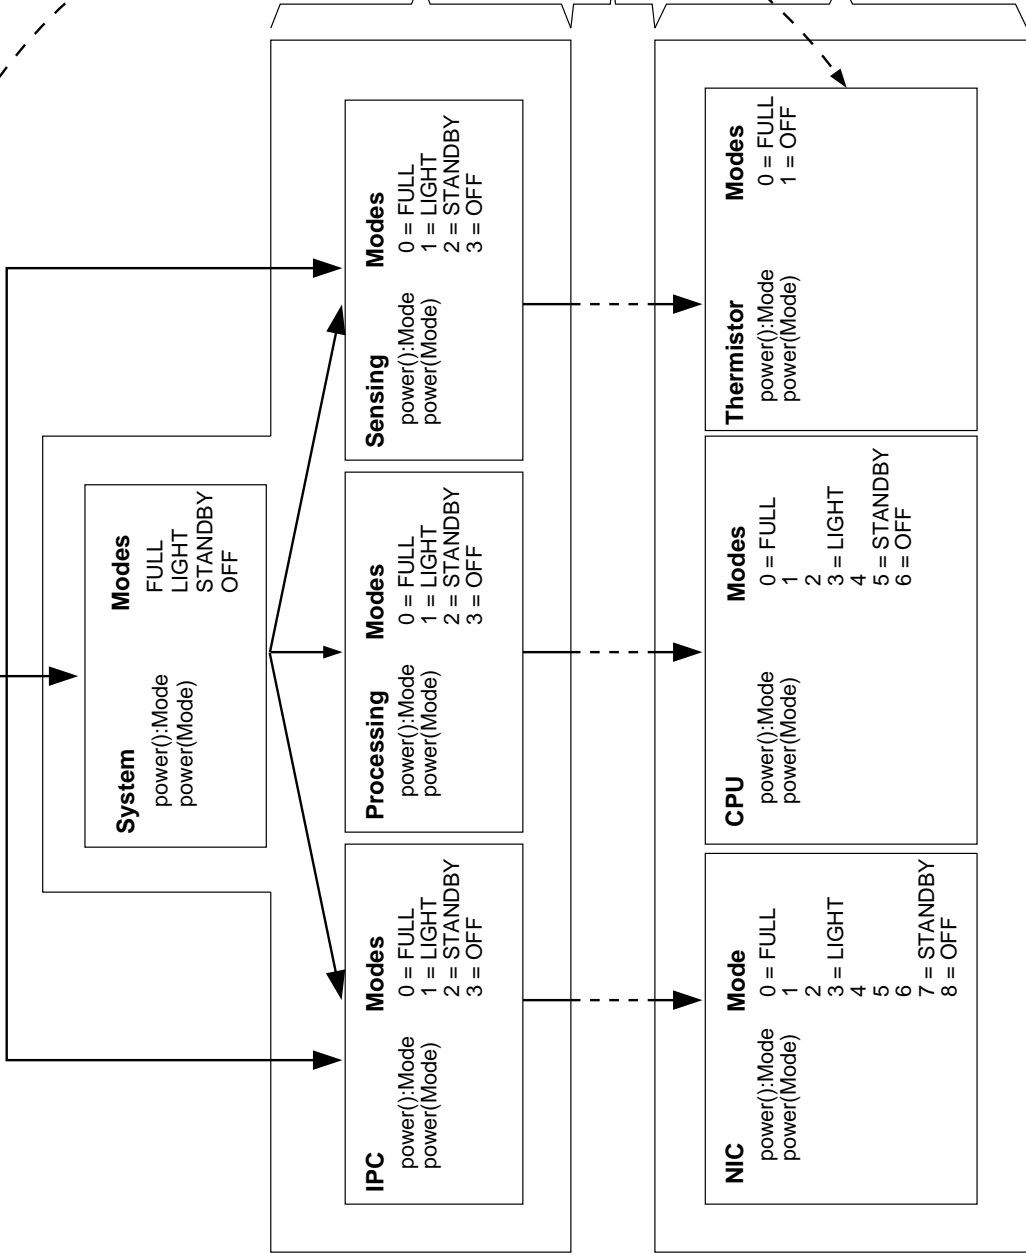 System
power():Mode
power(Mode)
Modes
FULL
LIGHT
STANDBY
OFF
IPC
power():Mode
power(Mode)
Modes
0 = FULL
1 = LIGHT
2 = STANDBY
3 = OFF
Processing
power():Mode
power(Mode)
Modes
0 = FULL
1 = LIGHT
2 = STANDBY
3 = OFF
Sensing
power():Mode
power(Mode)
Modes
0 = FULL
1 = LIGHT
2 = STANDBY
3 = OFF
NIC
power():Mode
power(Mode)
Mode
0 = FULL
1
2
3 = LIGHT
4
5
6
7 = STANDBY
8 = OFF
CPU
power():Mode
power(Mode)
Modes
0 = FULL
1
2
3 = LIGHT
4
5 = STANDBY
6 = OFF
Thermistor
power():Mode
power(Mode)
Modes
0 = FULL
1 = OFF